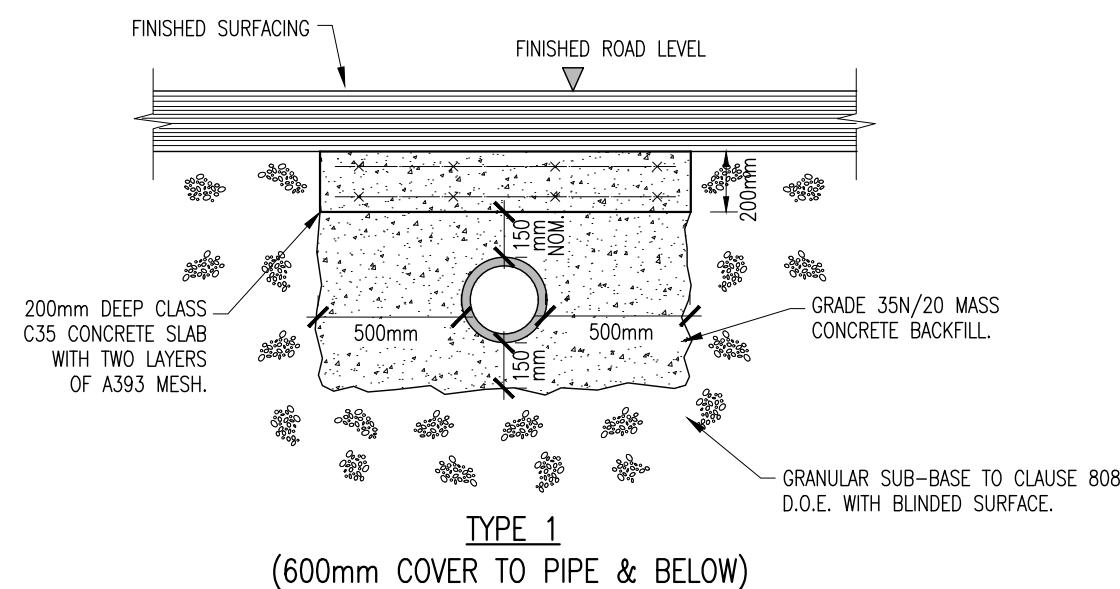 FINISHED SURFACING
FINISHED ROAD LEVEL
200mm
150
mm
NOM.
200mm DEEP CLASS
C35 CONCRETE SLAB
WITH TWO LAYERS
OF A393 MESH.
500mm
500mm
GRADE 35N/20 MASS
CONCRETE BACKFILL.
150
mm
GRANULAR SUB-BASE TO CLAUSE 808
D.O.E. WITH BLINDED SURFACE.
TYPE 1
(600mm COVER TO PIPE & BELOW)